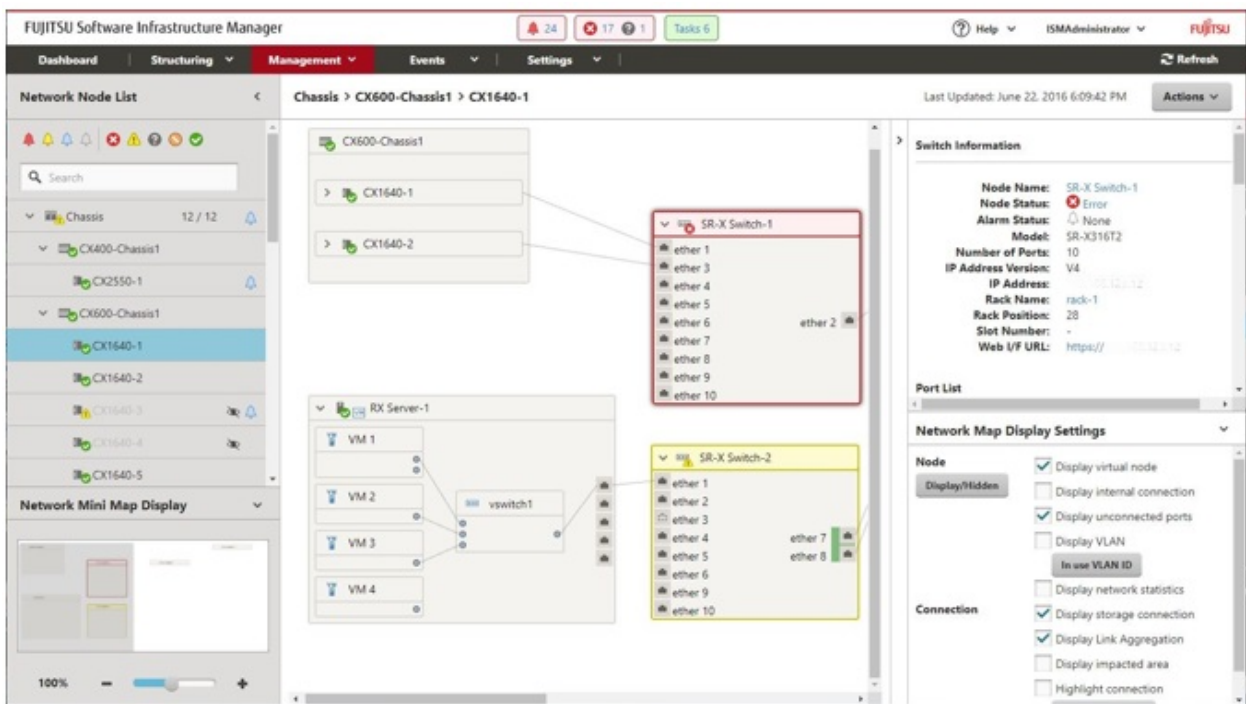 FUJITSU Software Infrastructure Manager
24
17
1
Tasks 6
Help
ISMAdministrator
FUJITSU
Dashboard
Structuring
Management
Events
Settings
Refresh
Network Node List
Chassis > CX600-Chassis1 > CX1640-1
Last Updated: June 22, 2016 6:09:42 PM
Actions
Search
Chassis 12 / 12
CX400-Chassis1
CX2550-1
CX600-Chassis1
CX1640-1
CX1640-2
CX1640-3
CX1640-4
CX1640-5
Network Mini Map Display
100%
CX600-Chassis1
CX1640-1
CX1640-2
RX Server-1
VM 1
VM 2
VM 3
VM 4
vswitch1
SR-X Switch-1
ether 1
ether 3
ether 4
ether 5
ether 6
ether 7
ether 8
ether 9
ether 10
ether 2
SR-X Switch-2
ether 1
ether 2
ether 3
ether 4
ether 5
ether 6
ether 9
ether 10
ether 7
ether 8
Switch Information
Node Name: SR-X Switch-1
Node Status: Error
Alarm Status: None
Model: SR-X316T2
Number of Ports: 10
IP Address Version: V4
IP Address:
Rack Name: rack-1
Rack Position: 28
Slot Number: -
Web I/F URL: https://
Port List
Network Map Display Settings
Node
Display/Hidden
Display virtual node
Display internal connection
Display unconnected ports
Display VLAN
In use VLAN ID
Display network statistics
Connection
Display storage connection
Display Link Aggregation
Display impacted area
Highlight connection